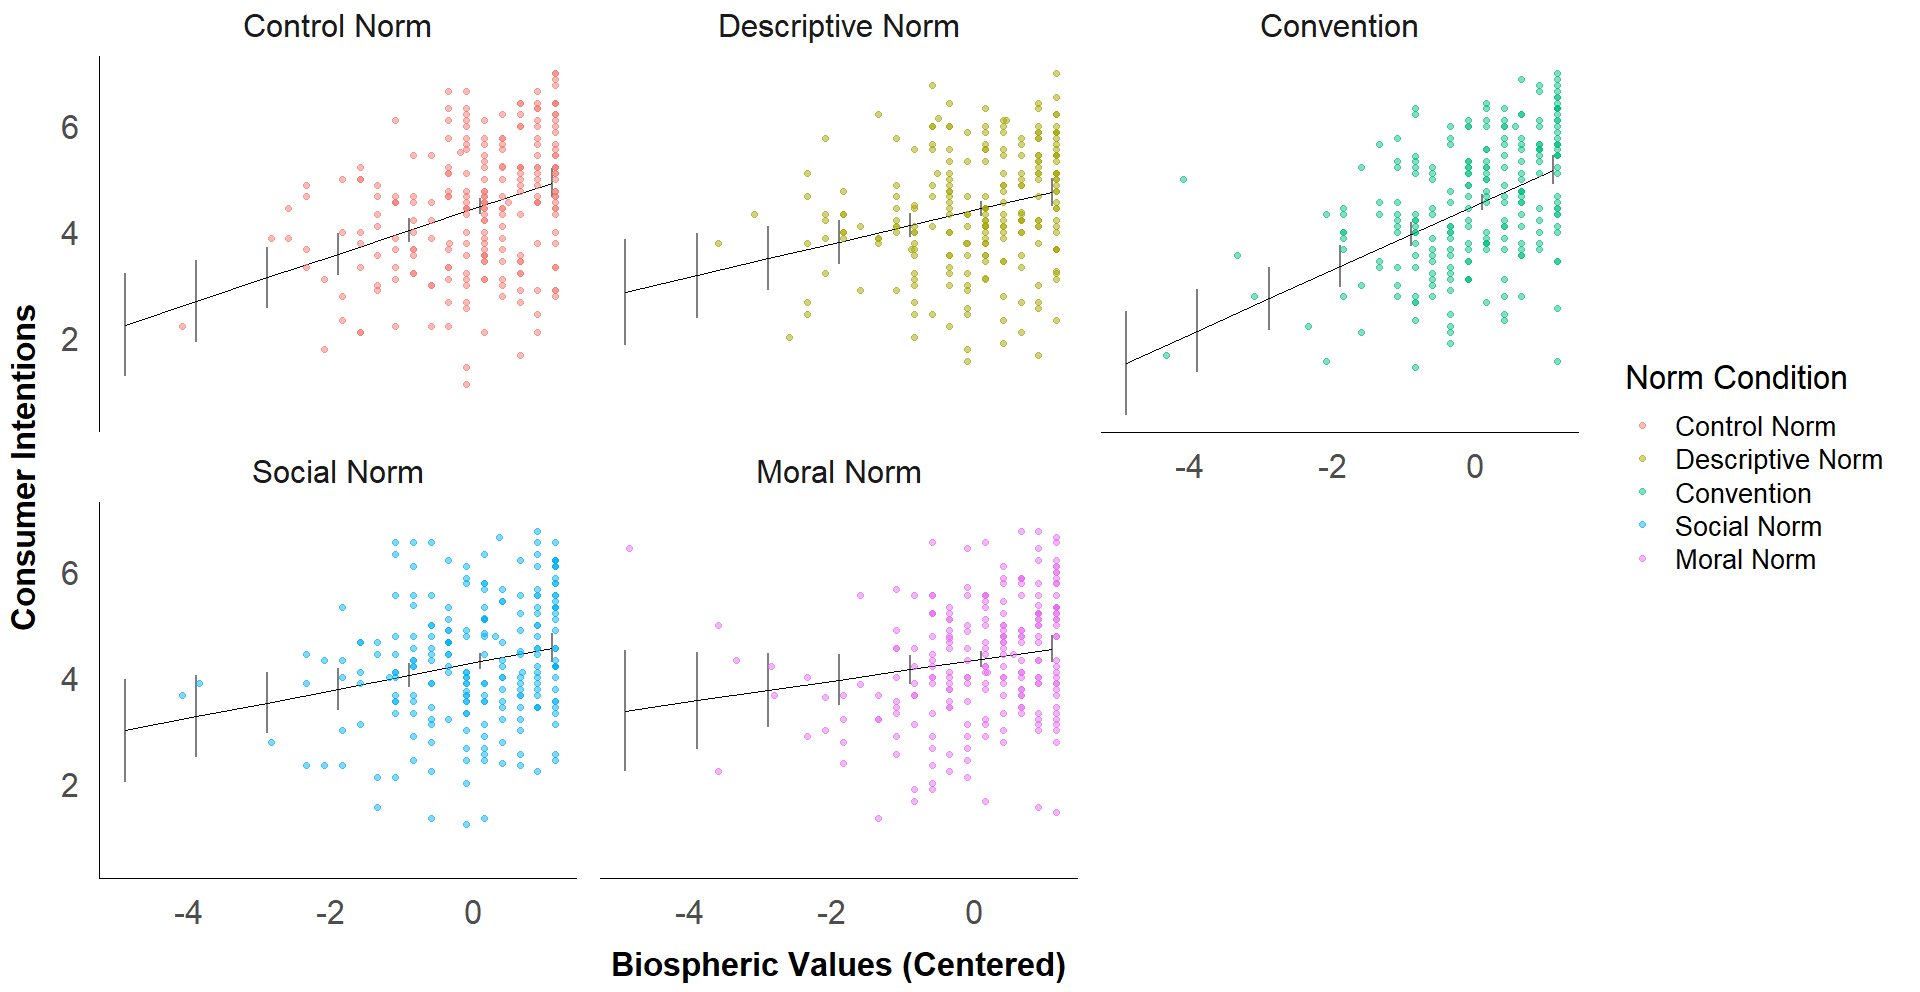 Control Norm
Descriptive Norm
Convention
6
4
2
-4 -2 0
Social Norm
Moral Norm
6
4
2
-4 -2 0
-4 -2 0
Consumer Intentions
Biospheric Values (Centered)
Norm Condition
Control Norm
Descriptive Norm
Convention
Social Norm
Moral Norm